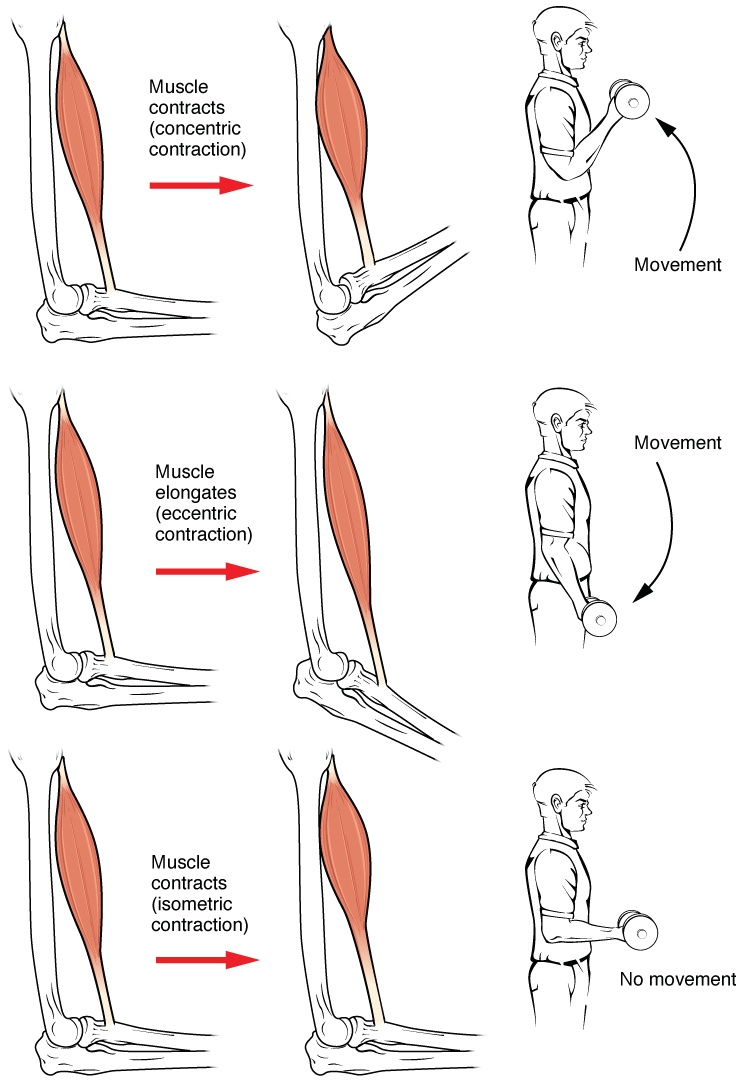 Muscle
contracts
(concentric
contraction)
Movement
Muscle
elongates
(eccentric
contraction)
Movement
Muscle
contracts
(isometric
contraction)
No movement